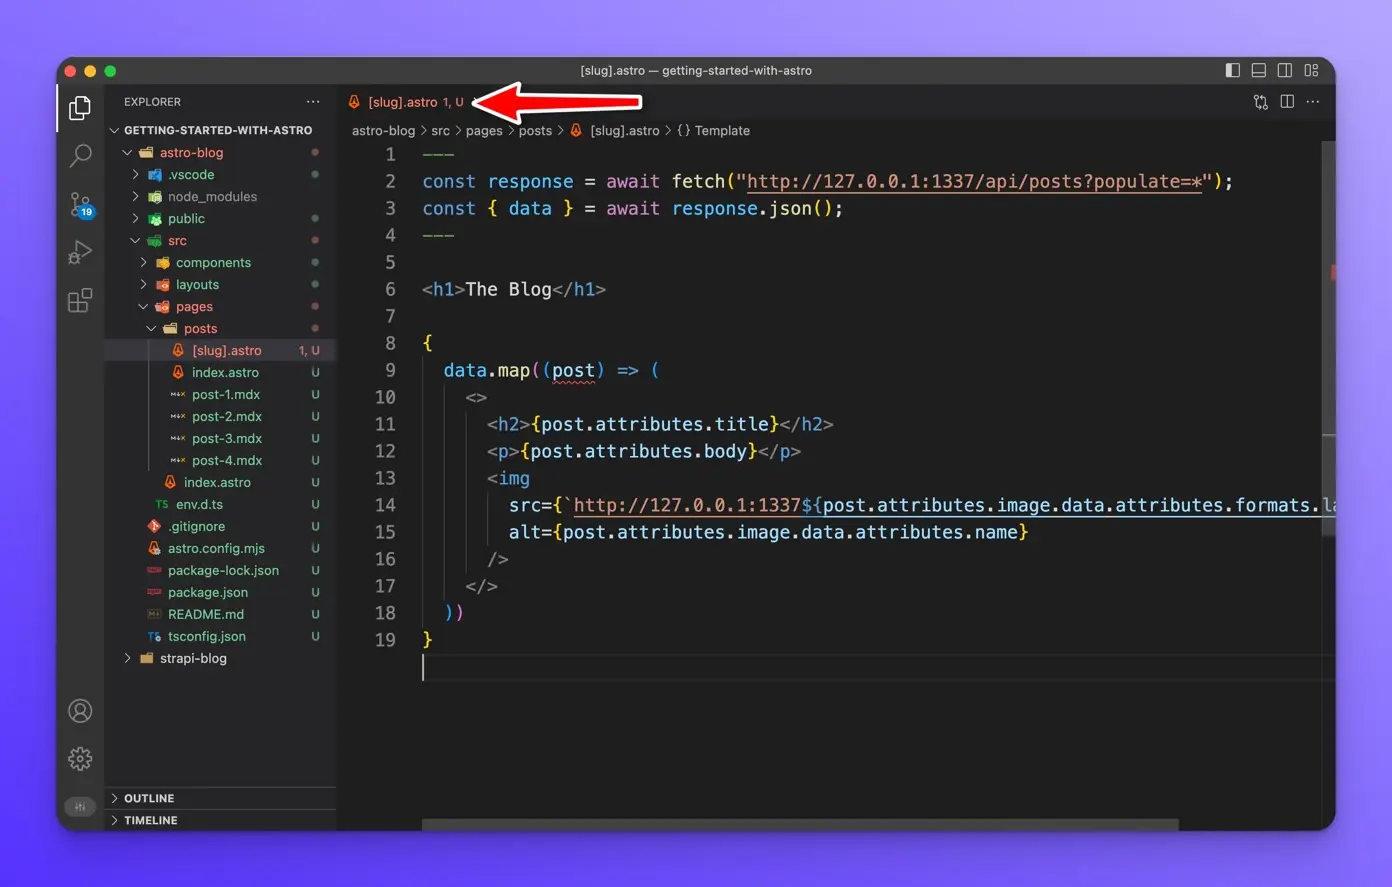 [slug].astro — getting-started-with-astro
EXPLORER
GETTING-STARTED-WITH-ASTRO
astro-blog
.vscode
node_modules
public
src
components
layouts
pages
posts
[slug].astro 1, U
index.astro U
post-1.mdx U
post-2.mdx U
post-3.mdx U
post-4.mdx U
index.astro U
TS env.d.ts U
.gitignore U
astro.config.mjs U
package-lock.json U
package.json U
README.md U
tsconfig.json U
strapi-blog
OUTLINE
TIMELINE
19
[slug].astro 1, U
astro-blog > src > pages > posts > [slug].astro > {} Template
1 ---
2 const response = await fetch("http://127.0.0.1:1337/api/posts?populate=*");
3 const { data } = await response.json();
4 ---
5
6 <h1>The Blog</h1>
7
8 {
9 data.map((post) => (
10 <>
11 <h2>{post.attributes.title}</h2>
12 <p>{post.attributes.body}</p>
13 <img
14 src={`http://127.0.0.1:1337${post.attributes.image.data.attributes.formats.la
15 alt={post.attributes.image.data.attributes.name}
16 />
17 </>
18 ))
19 }